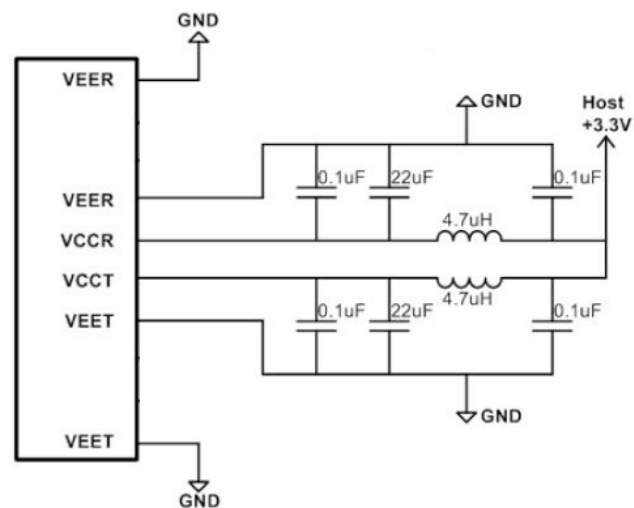 GND
VEER
GND
Host
+3.3V
0.1uF
22uF
0.1uF
VEER
4.7uH
VCCR
VCCT
4.7uH
0.1uF
22uF
0.1uF
VEET
GND
VEET
GND